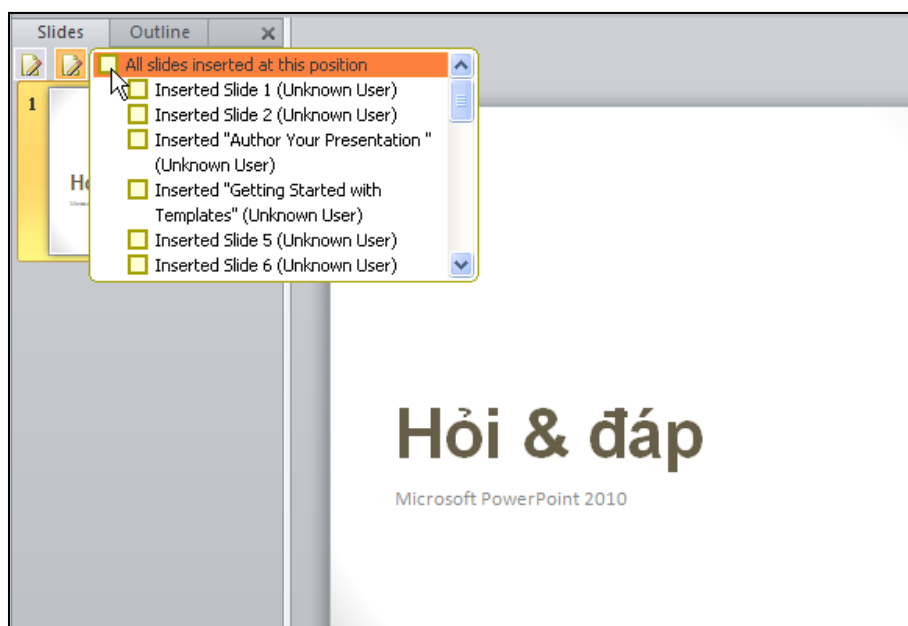 Slides Outline
All slides inserted at this position
Inserted Slide 1 (Unknown User)
Inserted Slide 2 (Unknown User)
Inserted "Author Your Presentation "
(Unknown User)
Inserted "Getting Started with
Templates" (Unknown User)
Inserted Slide 5 (Unknown User)
Inserted Slide 6 (Unknown User)
1
Hỏi & đáp
Microsoft PowerPoint 2010